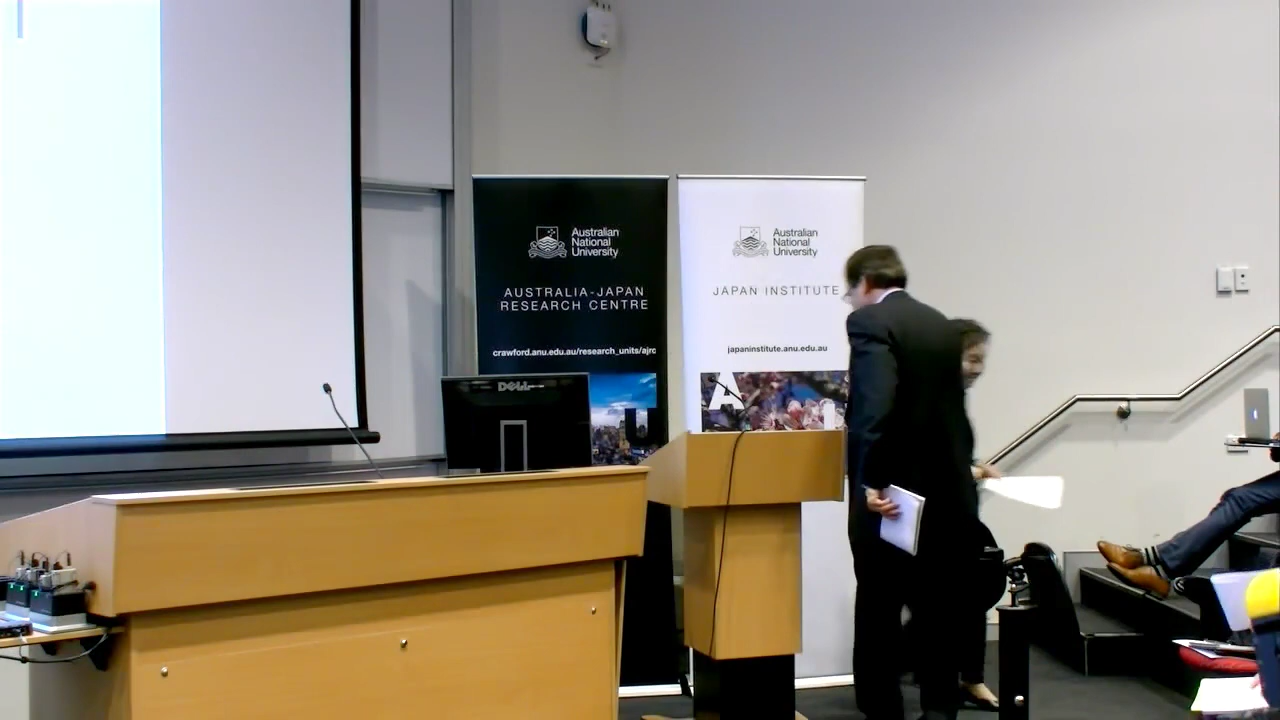 Australian
National
University
AUSTRALIA-JAPAN
RESEARCH CENTRE
crawford.anu.edu.au/research_units/ajrc
Australian
National
University
JAPAN INSTITUTE
japaninstitute.anu.edu.au
DELL
U
A